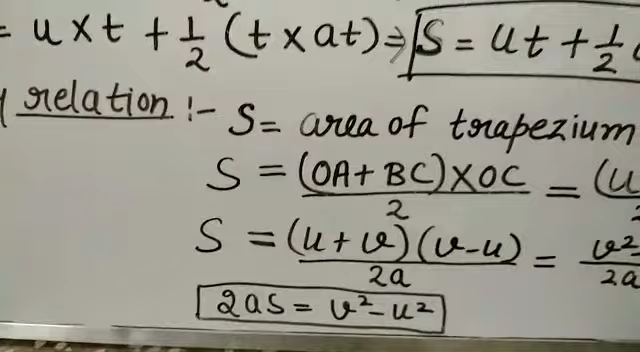 = u × t + 1/2 (t × at) ⇒ S = ut + 1/2
relation :- S = area of trapezium
S = (OA + BC) × OC / 2 = (u
S = (u + v) (v - u) / 2a = v² - / 2a
2as = v² - u²